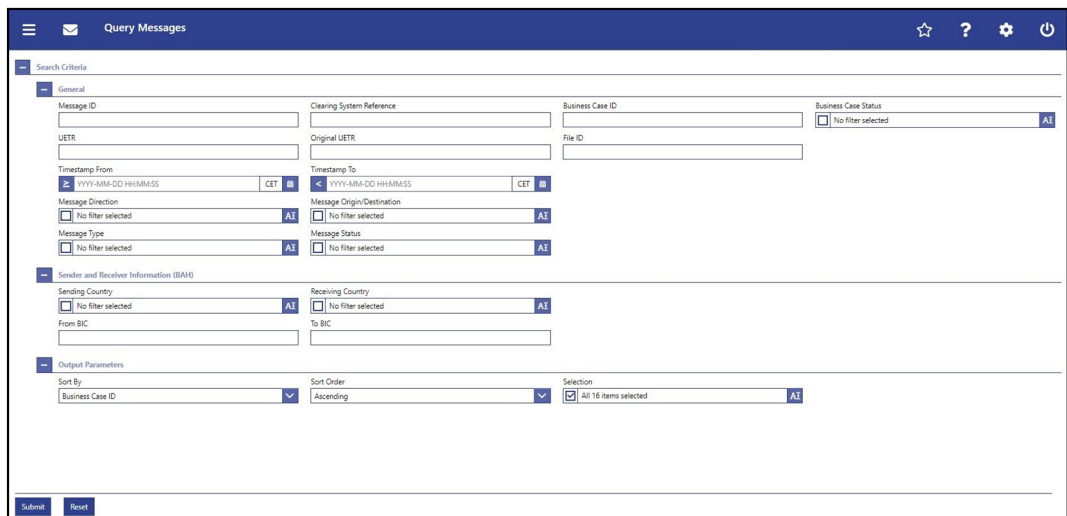 Query Messages
Search Criteria
General
Message ID Clearing System Reference Business Case ID Business Case Status
No filter selected AI
UETR Original UETR File ID
Timestamp From Timestamp To
≥ YYYY-MM-DD HH:MM:SS CET < YYYY-MM-DD HH:MM:SS CET
Message Direction Message Origin/Destination
No filter selected AI No filter selected AI
Message Type Message Status
No filter selected AI No filter selected AI
Sender and Receiver Information (BAH)
Sending Country Receiving Country
No filter selected AI No filter selected AI
From BIC To BIC
Output Parameters
Sort By Sort Order Selection
Business Case ID Ascending All 16 items selected AI
Submit Reset